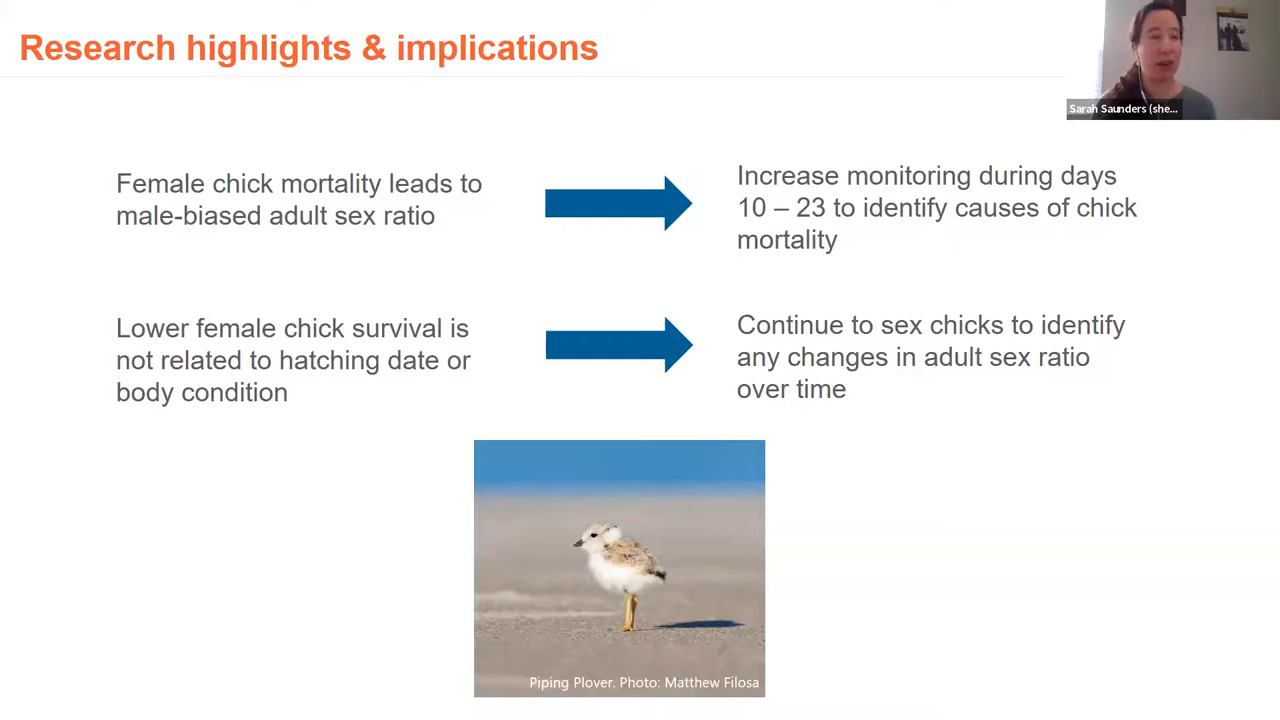 Research highlights & implications
Sarah Saunders (she...
Female chick mortality leads to
male-biased adult sex ratio
Increase monitoring during days
10 – 23 to identify causes of chick
mortality
Lower female chick survival is
not related to hatching date or
body condition
Continue to sex chicks to identify
any changes in adult sex ratio
over time
Piping Plover. Photo: Matthew Filosa